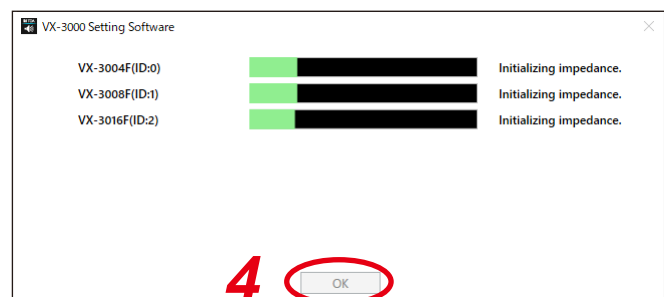 VX-3000 Setting Software
VX-3004F(ID:0) Initializing impedance.
VX-3008F(ID:1) Initializing impedance.
VX-3016F(ID:2) Initializing impedance.
4 OK